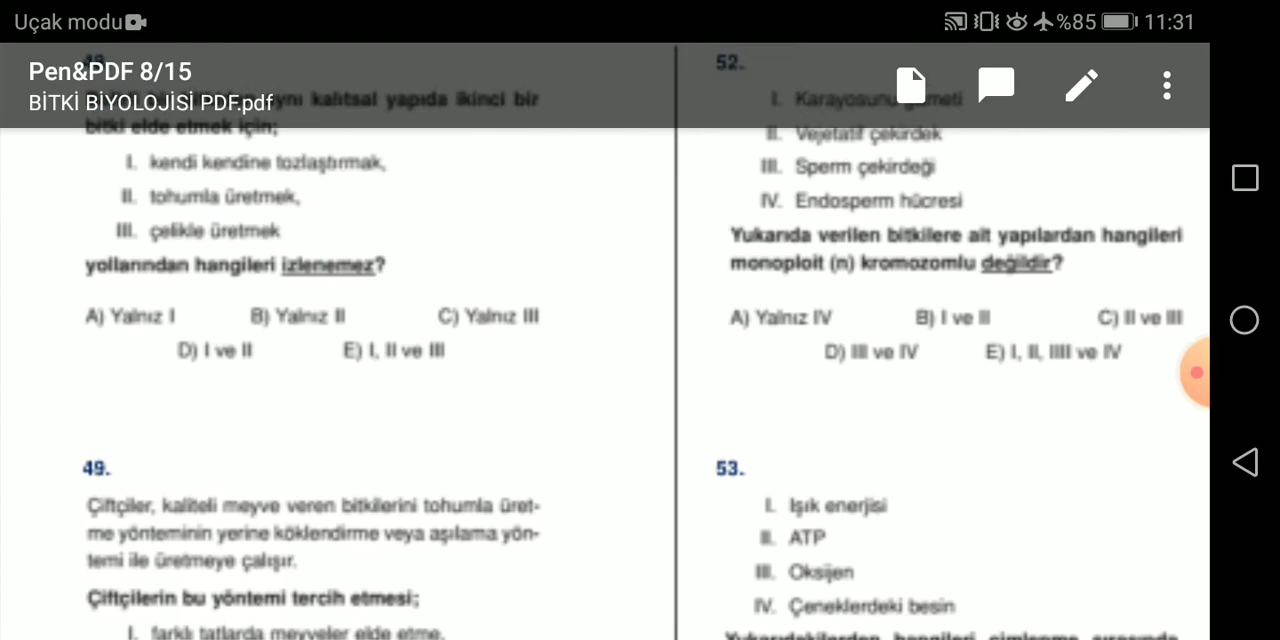 Uçak modu
%85 11:31
Pen&PDF 8/15
BİTKİ BİYOLOJİSİ PDF.pdf
aynı kalıtsal yapıda ikinci bir
bitki elde etmek için;
I. kendi kendine tozlaştırmak,
II. tohumla üretmek,
III. çelikle üretmek
yollarından hangileri izlenemez?
A) Yalnız I B) Yalnız II C) Yalnız III
D) I ve II E) I, II ve III
49.
Çiftçiler, kaliteli meyve veren bitkilerini tohumla üret-
me yönteminin yerine köklendirme veya aşılama yön-
temi ile üretmeye çalışır.
Çiftçilerin bu yöntemi tercih etmesi;
I. farklı tatlarda meyveler elde etme,
52.
I. Karayosunu gameti
II. Vejetatif çekirdek
III. Sperm çekirdeği
IV. Endosperm hücresi
Yukarıda verilen bitkilere ait yapılardan hangileri
monoploit (n) kromozomlu değildir?
A) Yalnız IV B) I ve II C) II ve III
D) III ve IV E) I, II, IIII ve IV
53.
I. Işık enerjisi
II. ATP
III. Oksijen
IV. Çeneklerdeki besin
Yukarıdakilerden hangileri çimlenme sırasında